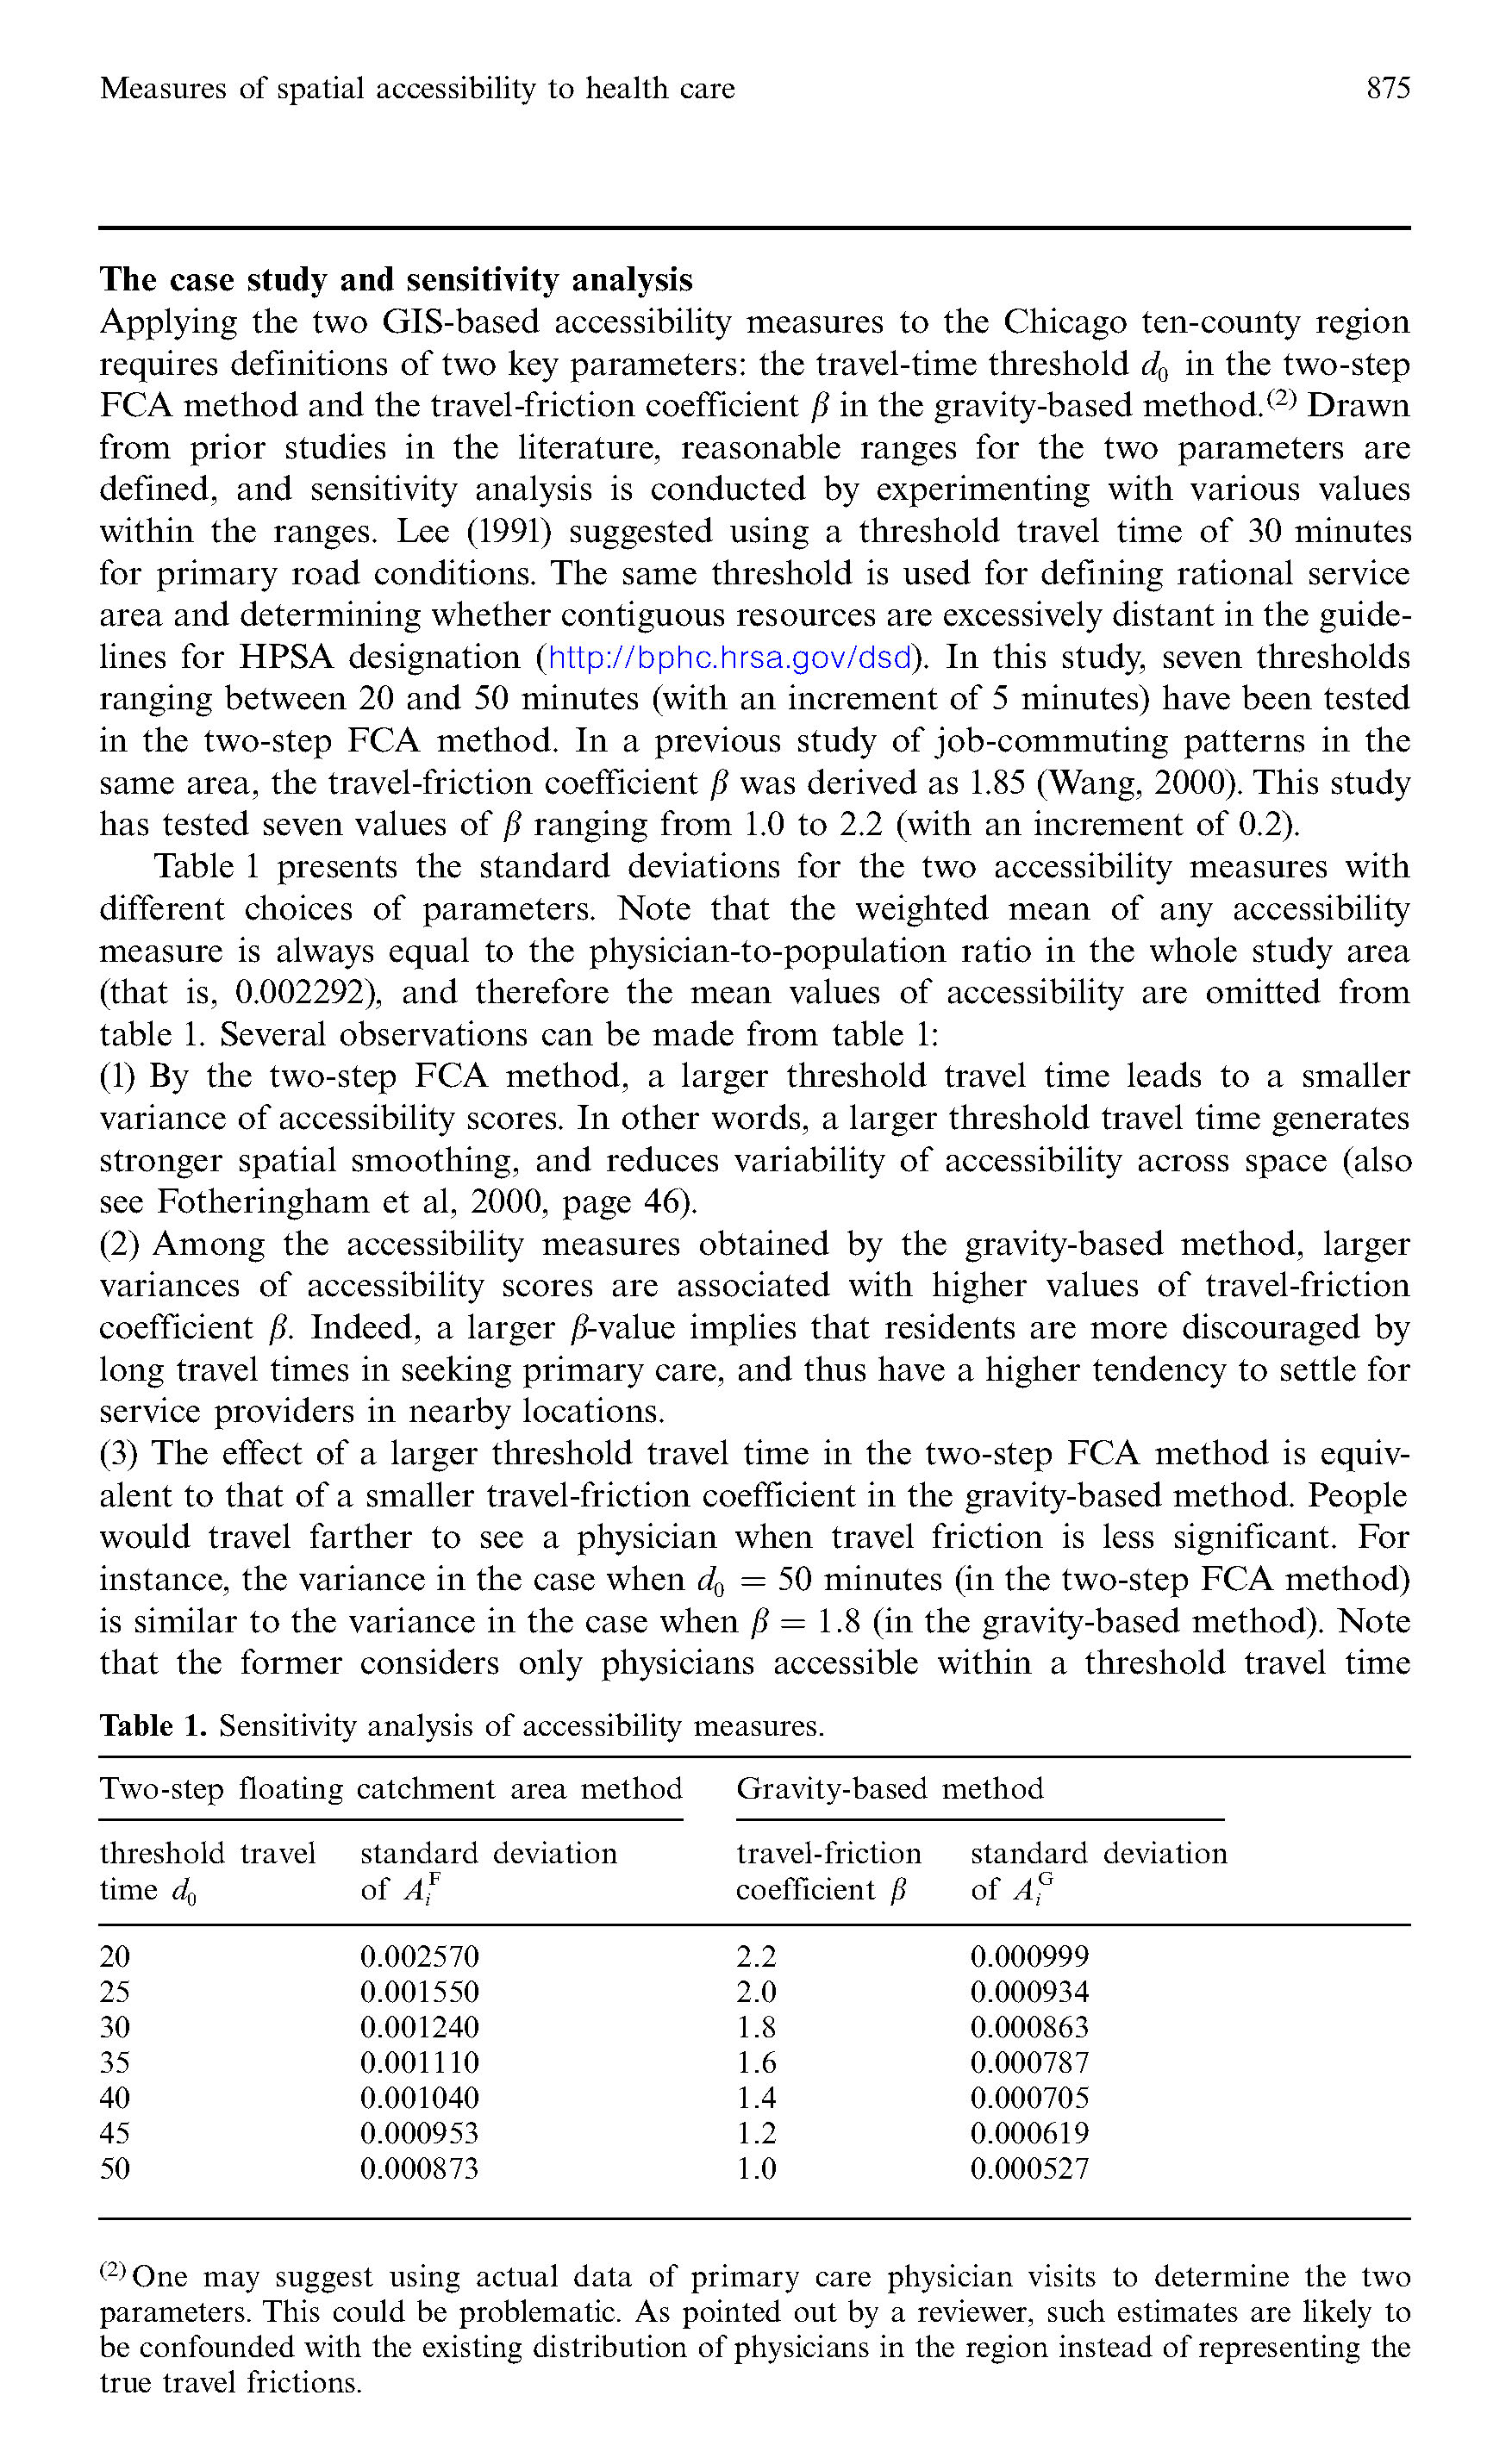 Measures of spatial accessibility to health care 875
The case study and sensitivity analysis
Applying the two GIS-based accessibility measures to the Chicago ten-county region
requires definitions of two key parameters: the travel-time threshold d₀ in the two-step
FCA method and the travel-friction coefficient β in the gravity-based method.⁽²⁾ Drawn
from prior studies in the literature, reasonable ranges for the two parameters are
defined, and sensitivity analysis is conducted by experimenting with various values
within the ranges. Lee (1991) suggested using a threshold travel time of 30 minutes
for primary road conditions. The same threshold is used for defining rational service
area and determining whether contiguous resources are excessively distant in the guide-
lines for HPSA designation (http://bphc.hrsa.gov/dsd). In this study, seven thresholds
ranging between 20 and 50 minutes (with an increment of 5 minutes) have been tested
in the two-step FCA method. In a previous study of job-commuting patterns in the
same area, the travel-friction coefficient β was derived as 1.85 (Wang, 2000). This study
has tested seven values of β ranging from 1.0 to 2.2 (with an increment of 0.2).
Table 1 presents the standard deviations for the two accessibility measures with
different choices of parameters. Note that the weighted mean of any accessibility
measure is always equal to the physician-to-population ratio in the whole study area
(that is, 0.002292), and therefore the mean values of accessibility are omitted from
table 1. Several observations can be made from table 1:
(1) By the two-step FCA method, a larger threshold travel time leads to a smaller
variance of accessibility scores. In other words, a larger threshold travel time generates
stronger spatial smoothing, and reduces variability of accessibility across space (also
see Fotheringham et al, 2000, page 46).
(2) Among the accessibility measures obtained by the gravity-based method, larger
variances of accessibility scores are associated with higher values of travel-friction
coefficient β. Indeed, a larger β-value implies that residents are more discouraged by
long travel times in seeking primary care, and thus have a higher tendency to settle for
service providers in nearby locations.
(3) The effect of a larger threshold travel time in the two-step FCA method is equiv-
alent to that of a smaller travel-friction coefficient in the gravity-based method. People
would travel farther to see a physician when travel friction is less significant. For
instance, the variance in the case when d₀ = 50 minutes (in the two-step FCA method)
is similar to the variance in the case when β = 1.8 (in the gravity-based method). Note
that the former considers only physicians accessible within a threshold travel time
Table 1. Sensitivity analysis of accessibility measures.
Two-step floating catchment area method Gravity-based method
threshold travel standard deviation travel-friction standard deviation
time d₀ of Aᵢᶠ coefficient β of Aᵢᴳ
20 0.002570 2.2 0.000999
25 0.001550 2.0 0.000934
30 0.001240 1.8 0.000863
35 0.001110 1.6 0.000787
40 0.001040 1.4 0.000705
45 0.000953 1.2 0.000619
50 0.000873 1.0 0.000527
⁽²⁾ One may suggest using actual data of primary care physician visits to determine the two
parameters. This could be problematic. As pointed out by a reviewer, such estimates are likely to
be confounded with the existing distribution of physicians in the region instead of representing the
true travel frictions.